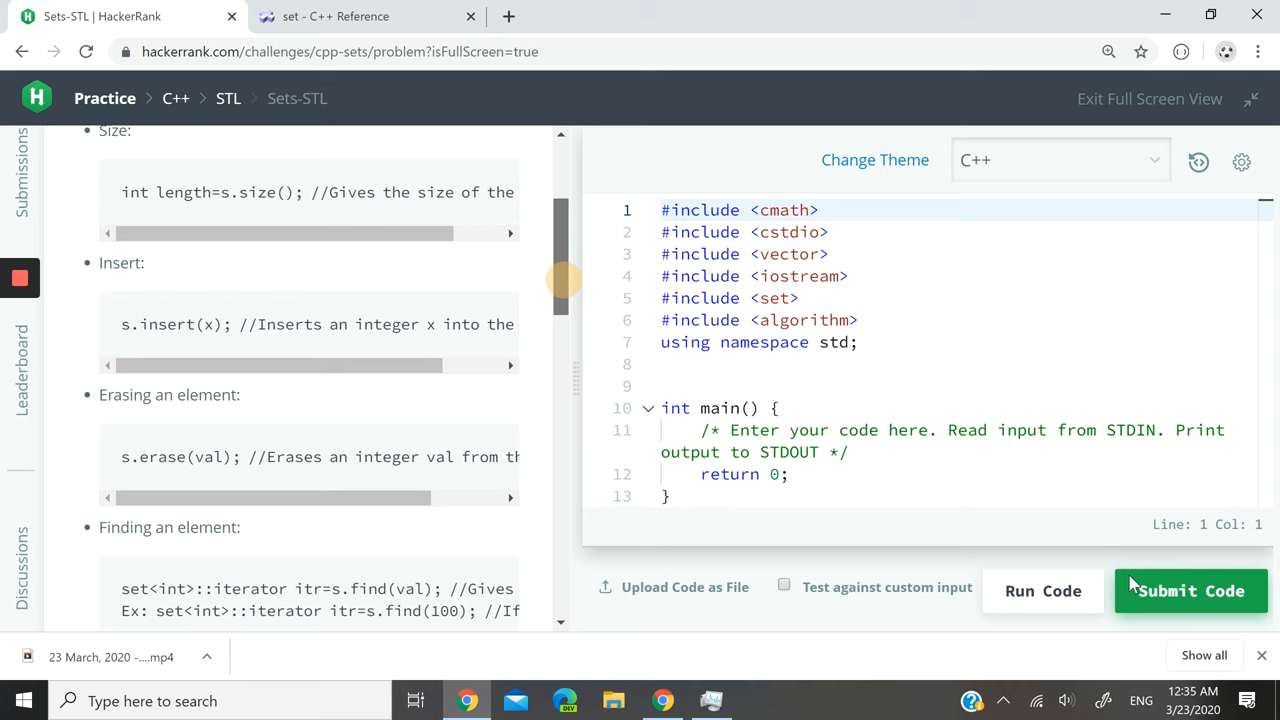 Sets-STL | HackerRank
set - C++ Reference
hackerrank.com/challenges/cpp-sets/problem?isFullScreen=true
H
Practice
C++
STL
Sets-STL
Exit Full Screen View
Submissions
Leaderboard
Discussions
Size:
int length=s.size(); //Gives the size of the
Insert:
s.insert(x); //Inserts an integer x into the
Erasing an element:
s.erase(val); //Erases an integer val from th
Finding an element:
set<int>::iterator itr=s.find(val); //Gives
Ex: set<int>::iterator itr=s.find(100); //If
Change Theme
C++
1 #include <cmath>
2 #include <cstdio>
3 #include <vector>
4 #include <iostream>
5 #include <set>
6 #include <algorithm>
7 using namespace std;
8
9
10 int main() {
11 /* Enter your code here. Read input from STDIN. Print
output to STDOUT */
12 return 0;
13 }
Line: 1 Col: 1
Upload Code as File
Test against custom input
Run Code
Submit Code
23 March, 2020 -....mp4
Show all
Type here to search
DEV
ENG
12:35 AM
3/23/2020